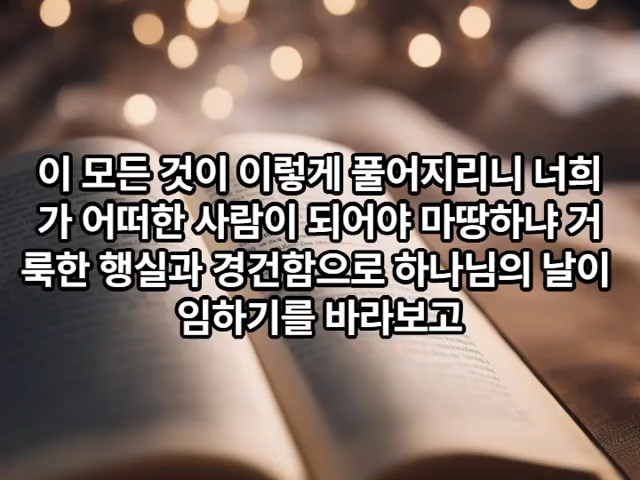 이 모든 것이 이렇게 풀어지리니 너희
가 어떠한 사람이 되어야 마땅하냐 거
룩한 행실과 경건함으로 하나님의 날이
임하기를 바라보고